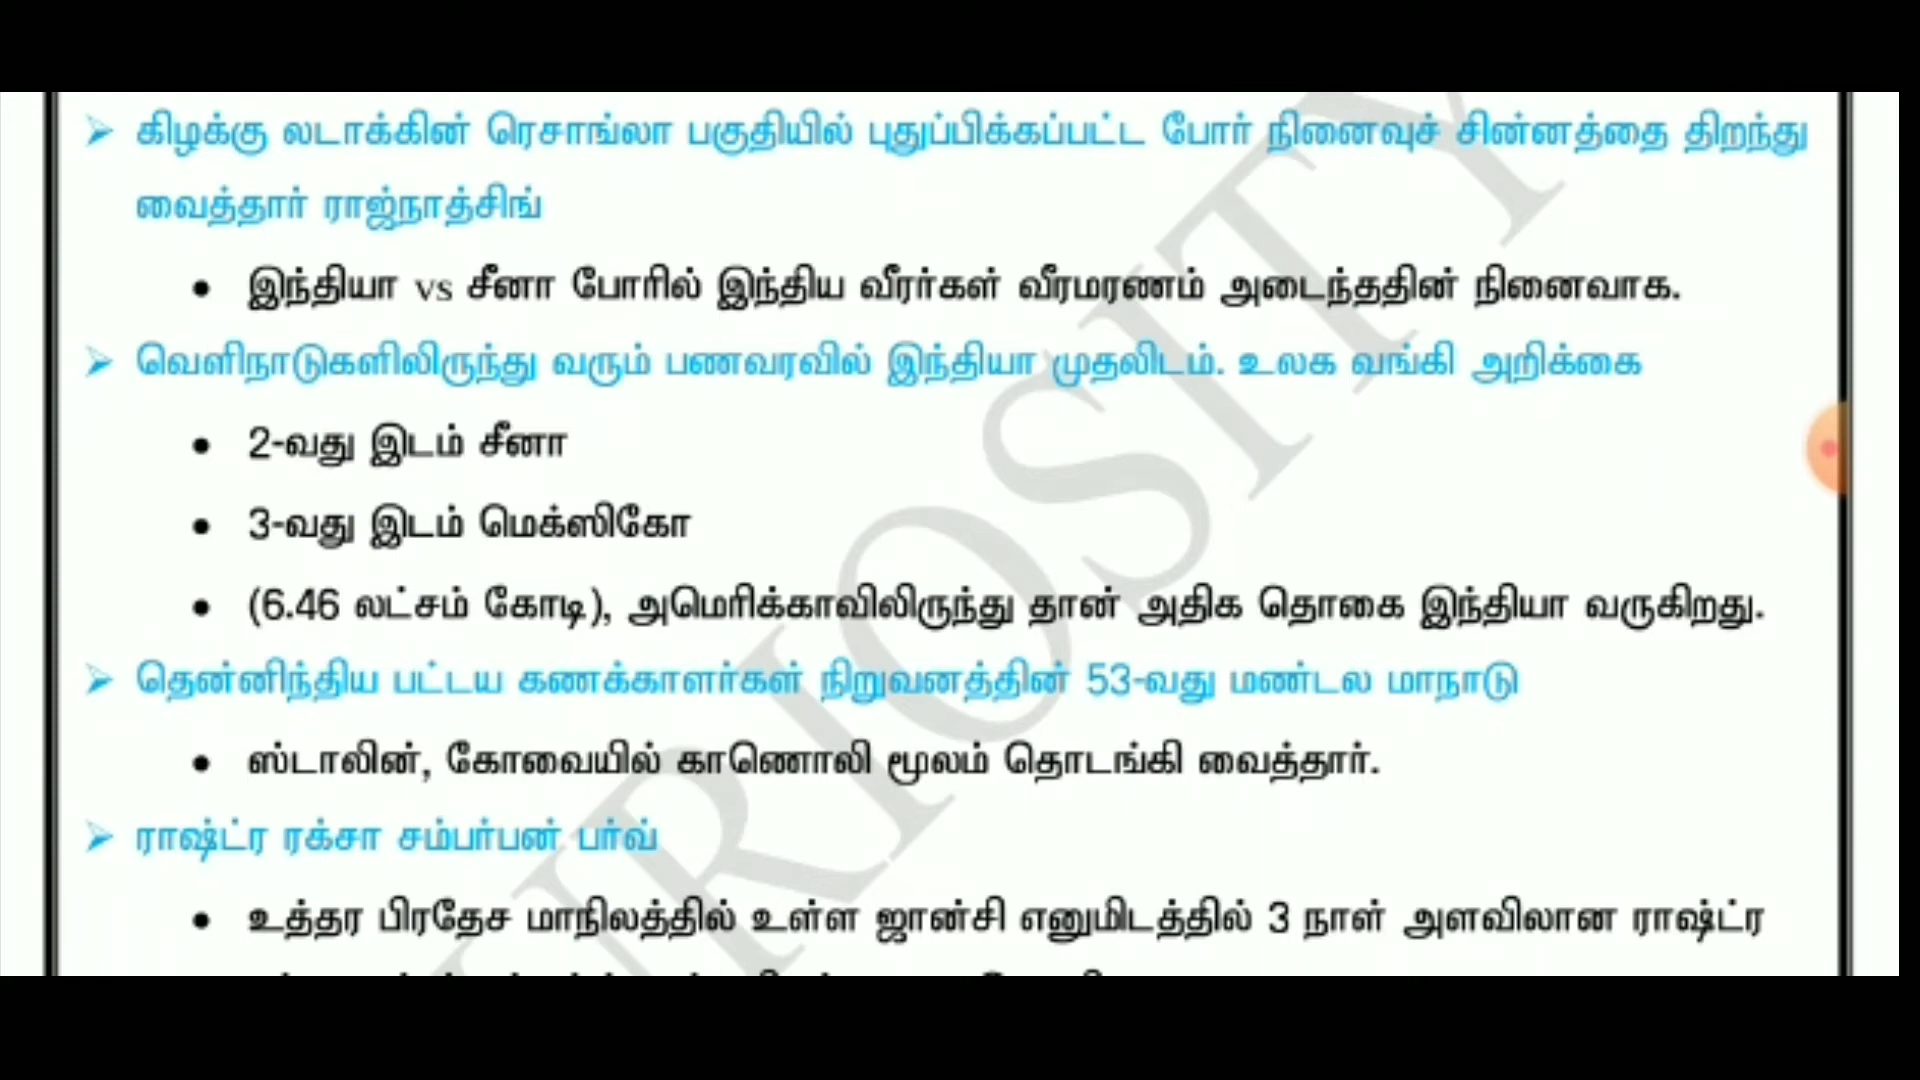 ➢ கிழக்கு லடாக்கின் ரெசாங்லா பகுதியில் புதுப்பிக்கப்பட்ட போர் நினைவுச் சின்னத்தை திறந்து
வைத்தார் ராஜ்நாத்சிங்
• இந்தியா vs சீனா போரில் இந்திய வீரர்கள் வீரமரணம் அடைந்ததின் நினைவாக.
➢ வெளிநாடுகளிலிருந்து வரும் பணவரவில் இந்தியா முதலிடம். உலக வங்கி அறிக்கை
• 2-வது இடம் சீனா
• 3-வது இடம் மெக்ஸிகோ
• (6.46 லட்சம் கோடி), அமெரிக்காவிலிருந்து தான் அதிக தொகை இந்தியா வருகிறது.
➢ தென்னிந்திய பட்டய கணக்காளர்கள் நிறுவனத்தின் 53-வது மண்டல மாநாடு
• ஸ்டாலின், கோவையில் காணொலி மூலம் தொடங்கி வைத்தார்.
➢ ராஷ்ட்ர ரக்சா சம்பர்பன் பர்வ்
• உத்தர பிரதேச மாநிலத்தில் உள்ள ஜான்சி எனுமிடத்தில் 3 நாள் அளவிலான ராஷ்ட்ர
URIOSITY